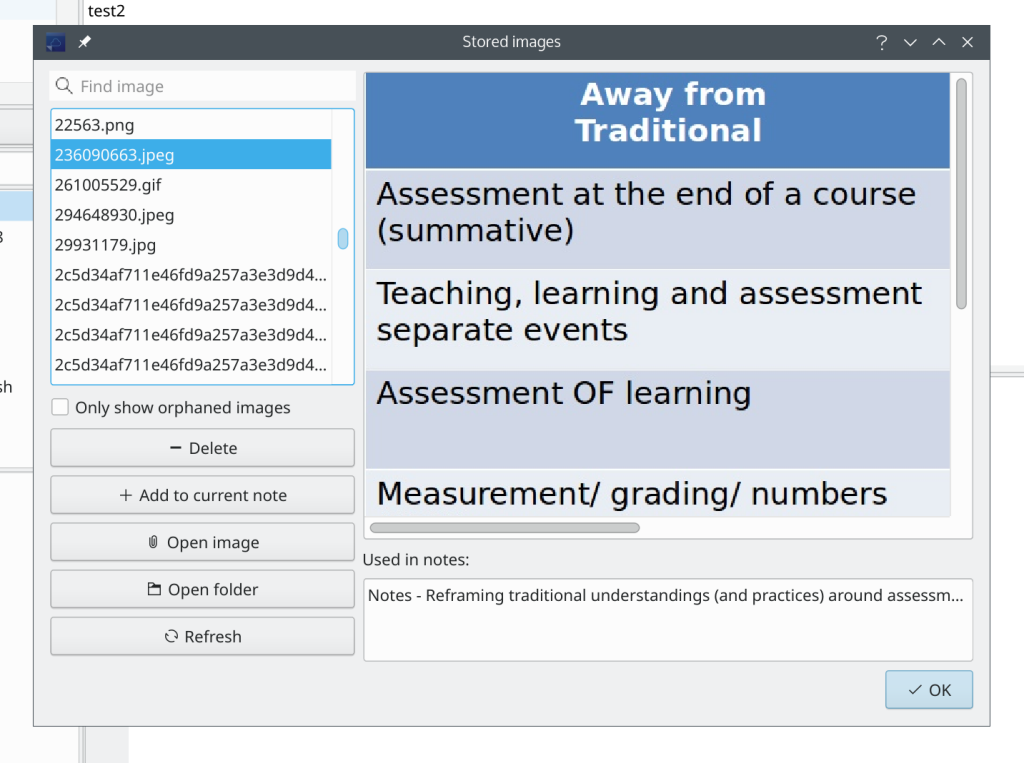 test2
Stored images
Find image
22563.png
236090663.jpeg
261005529.gif
294648930.jpeg
29931179.jpg
2c5d34af711e46fd9a257a3e3d9d4...
2c5d34af711e46fd9a257a3e3d9d4...
2c5d34af711e46fd9a257a3e3d9d4...
2c5d34af711e46fd9a257a3e3d9d4...
Only show orphaned images
Delete
Add to current note
Open image
Open folder
Refresh
Away from
Traditional
Assessment at the end of a course
(summative)
Teaching, learning and assessment
separate events
Assessment OF learning
Measurement/ grading/ numbers
Used in notes:
Notes - Reframing traditional understandings (and practices) around assessm...
OK
sh